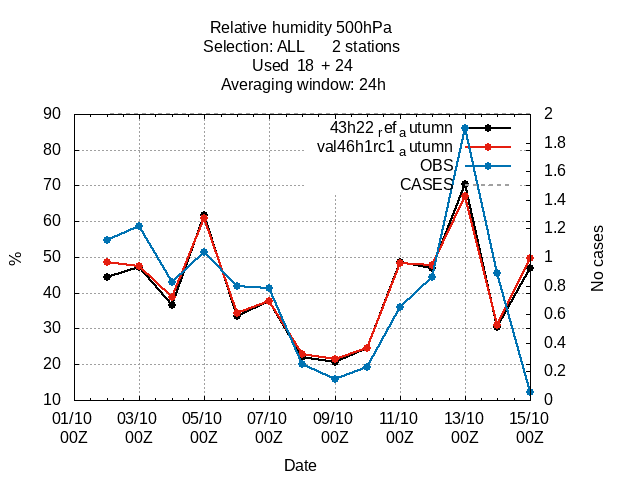 Relative humidity 500hPa
Selection: ALL 2 stations
Used 18 + 24
Averaging window: 24h
90 2
43h22 ref a utumn
val46h1rc1 a utumn
OBS
CASES
80 1.8
1.6
70 1.4
60 1.2
50 1
40 0.8
30 0.6
0.4
20 0.2
10 0
%
No cases
01/10 03/10 05/10 07/10 09/10 11/10 13/10 15/10
00Z 00Z 00Z 00Z 00Z 00Z 00Z 00Z
Date